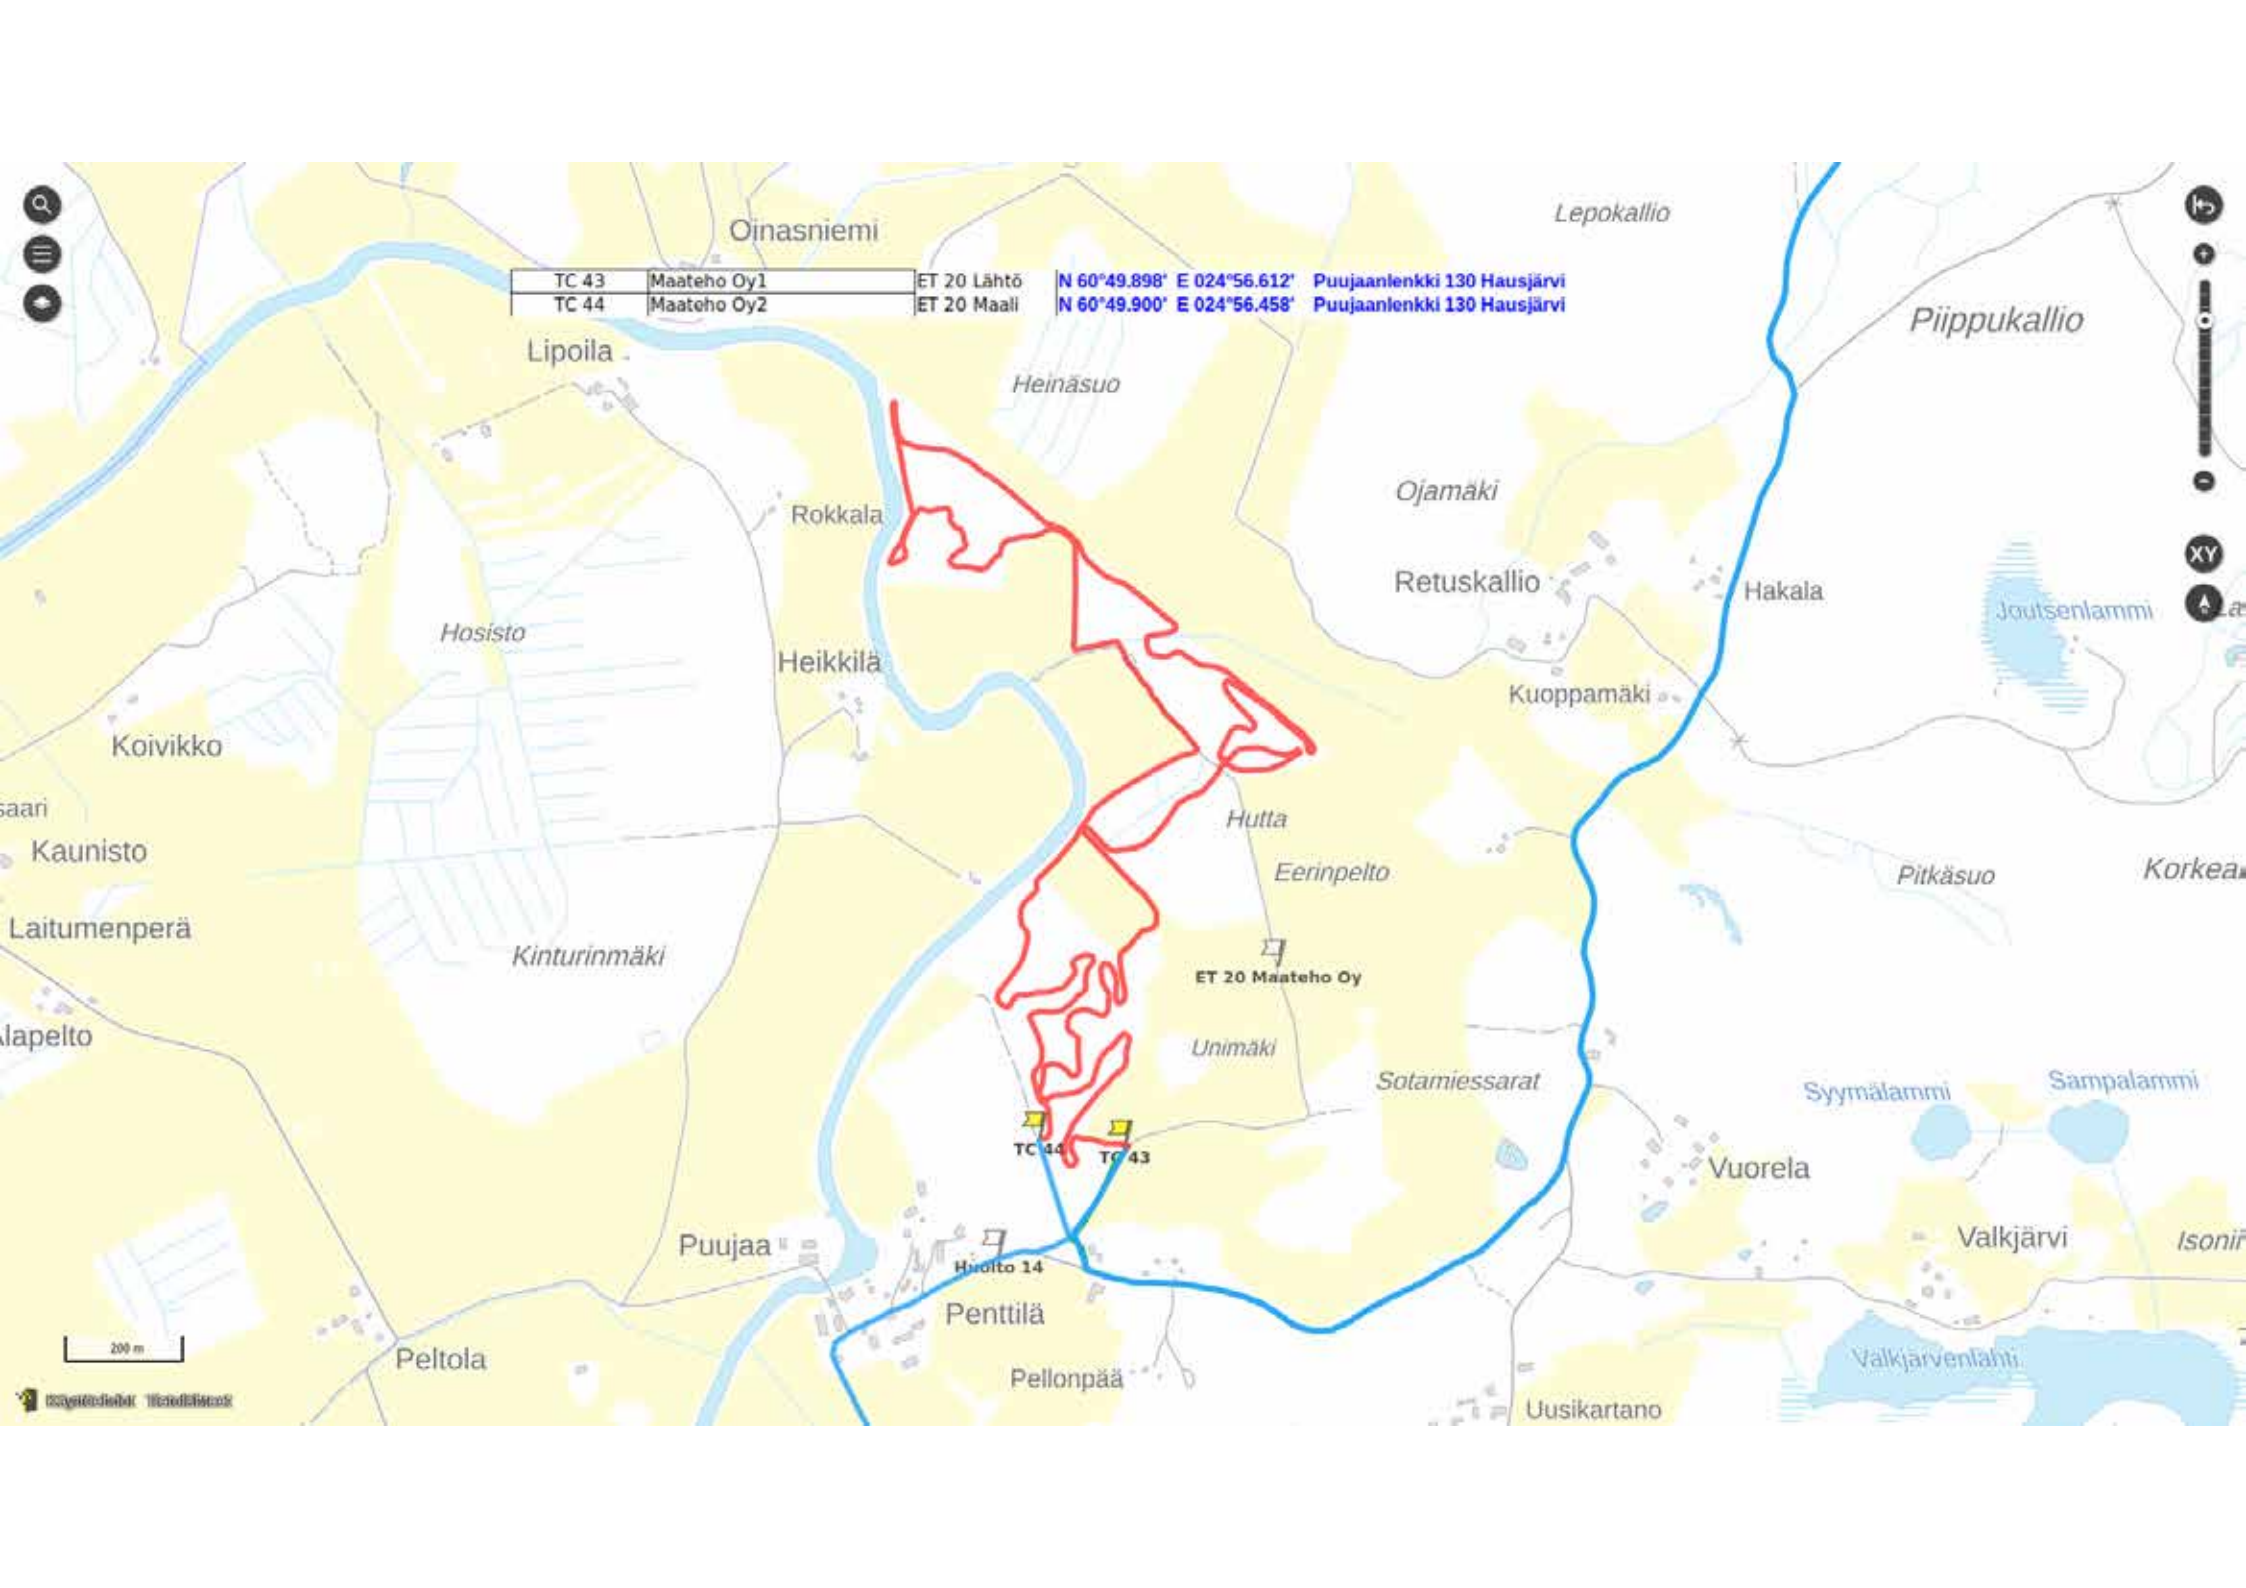 Lepokallio
Oinasniemi
TC 43 Maateho Oy1 ET 20 Lähtö N 60°49.898' E 024°56.612' Puujaanlenkki 130 Hausjärvi
TC 44 Maateho Oy2 ET 20 Maali N 60°49.900' E 024°56.458' Puujaanlenkki 130 Hausjärvi
Piippukallio
Lipoila
Heinäsuo
Ojamäki
Rokkala
XY
Retuskallio
Hakala
Joutsenlammi
Hosisto
Heikkilä
Kuoppamäki
Koivikko
saari
Hutta
Kaunisto
Eerinpelto
Pitkäsuo
Korkea
Laitumenperä
Kinturinmäki
ET 20 Maateho Oy
lapelto
Unimäki
Sotamiessarat
Syymälammi
Sampalammi
TC 44
TC 43
Vuorela
Puujaa
Valkjärvi
Huolto 14
Penttilä
200 m
Peltola
Valkjärvenlahti
Pellonpää
Uusikartano